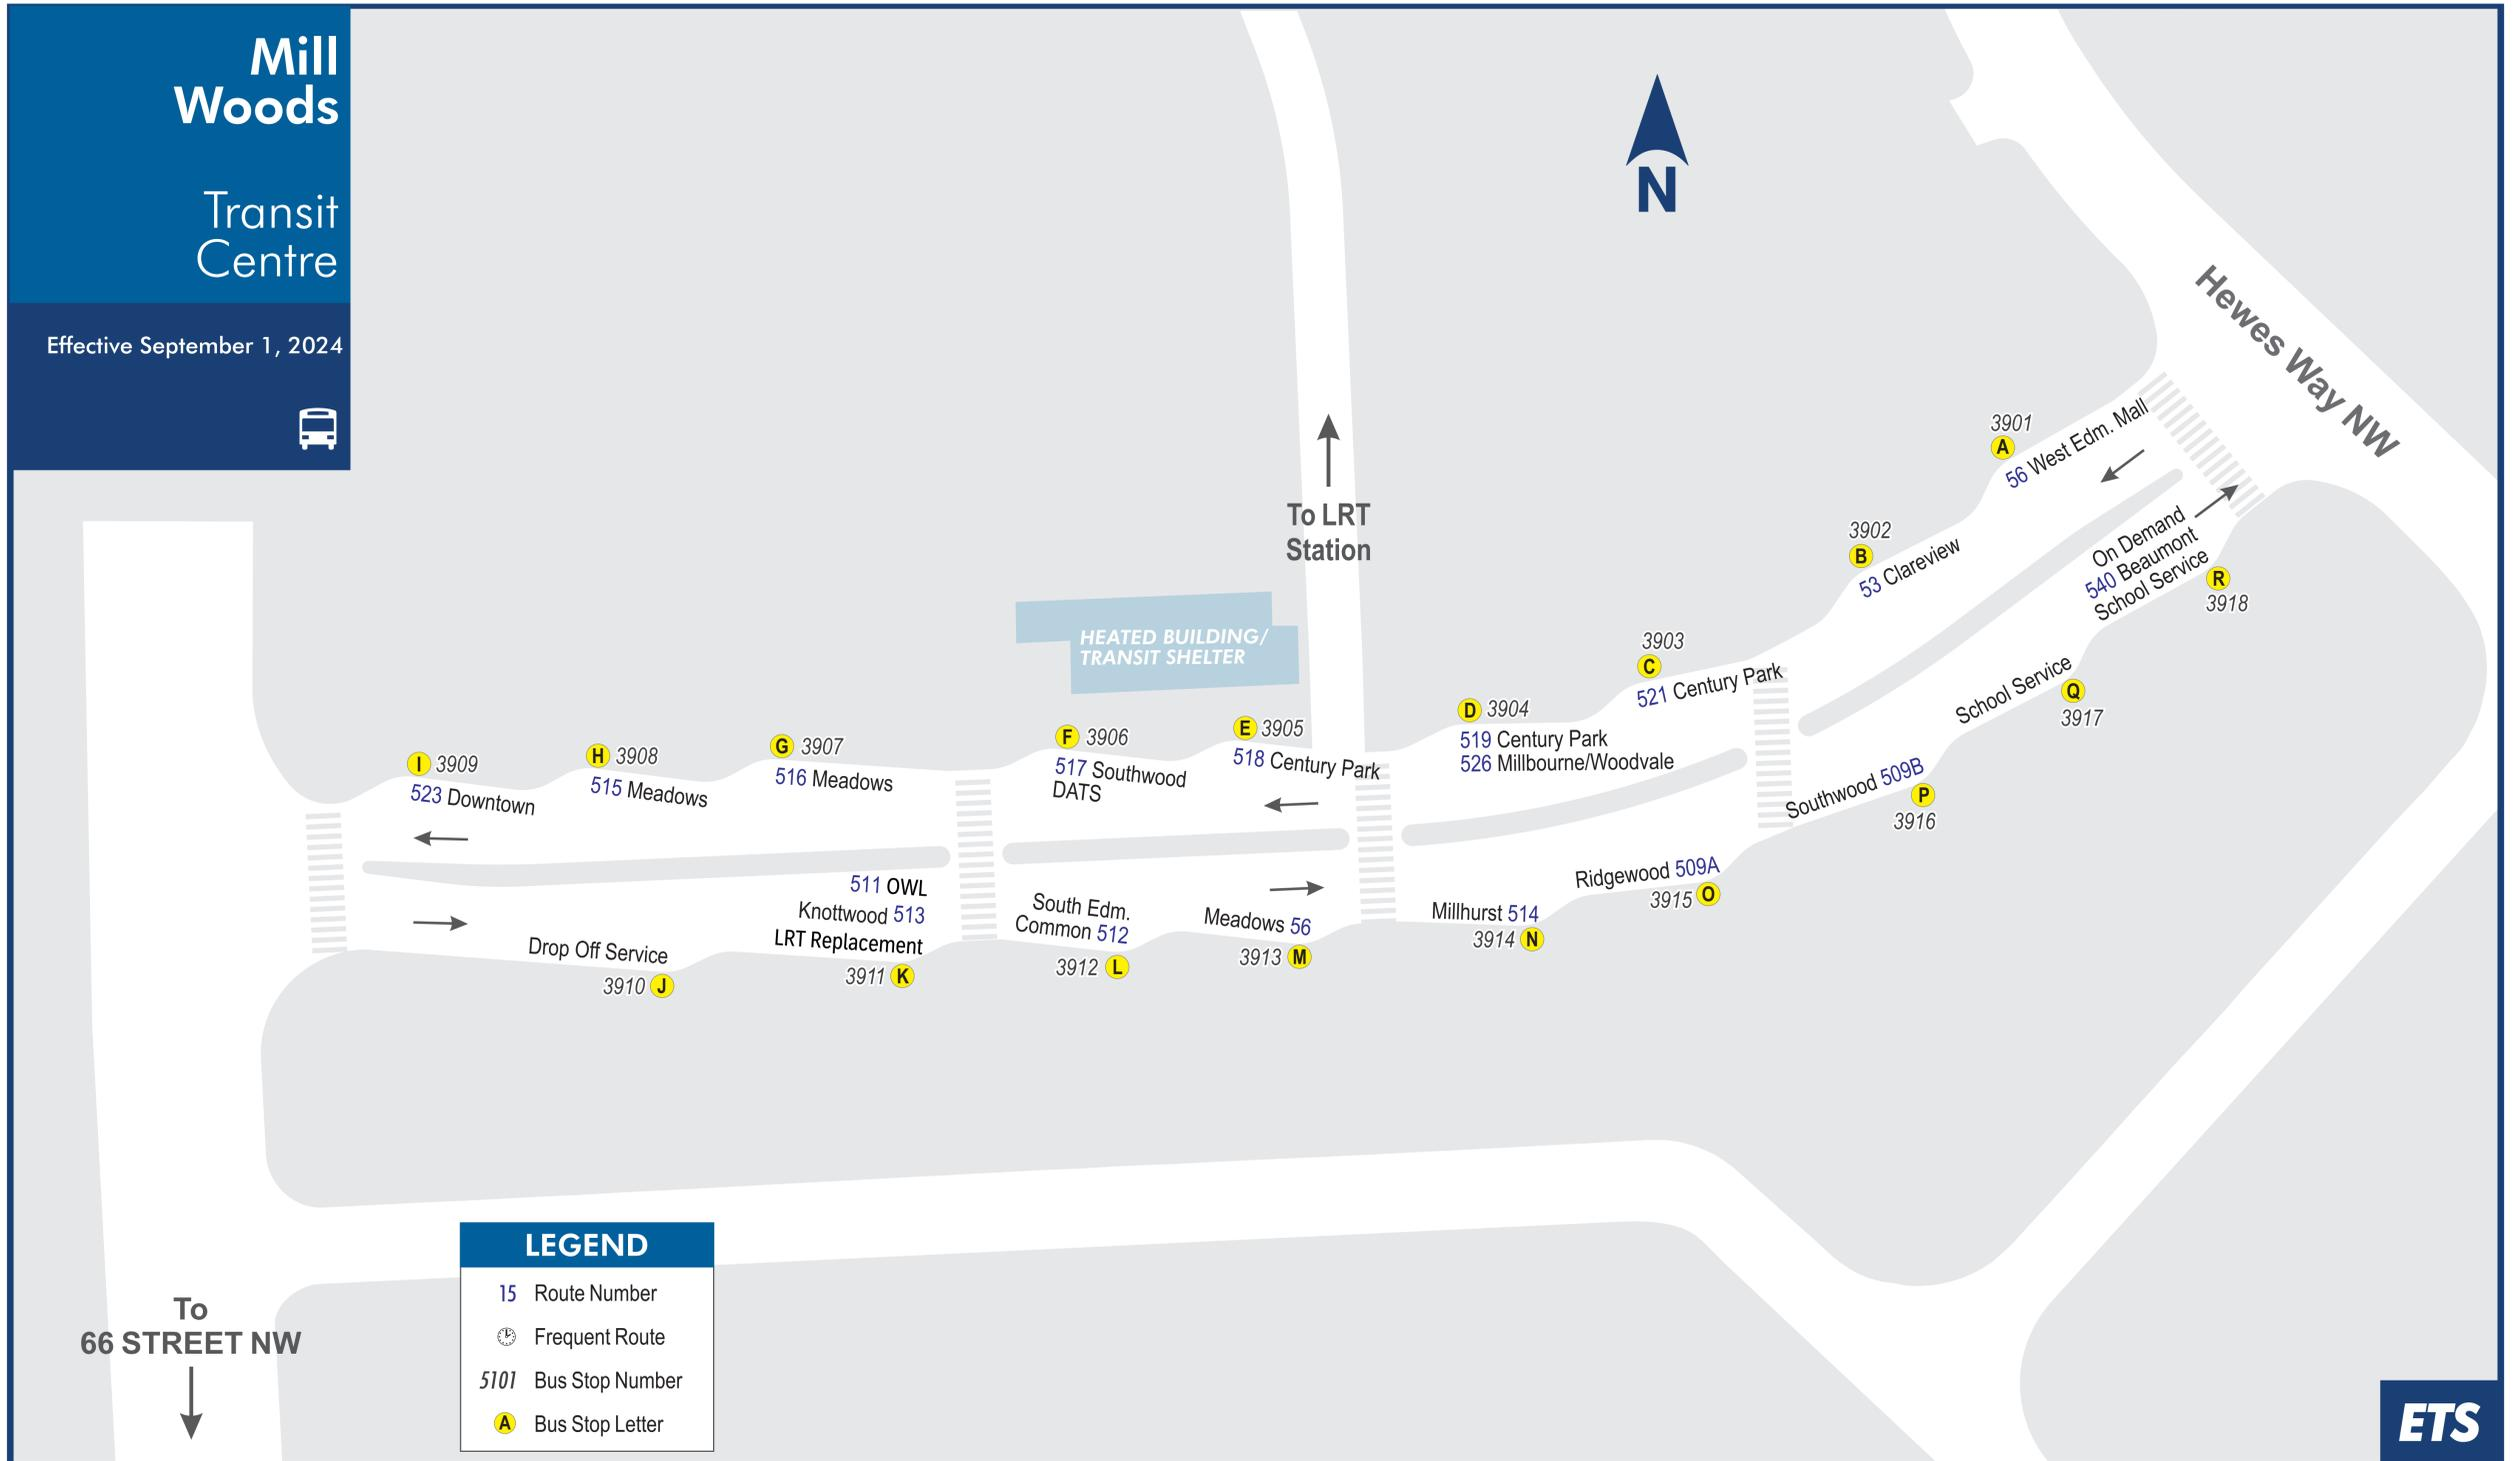 Mill
Woods
Transit
Centre
Effective September 1, 2024
N
Hewes Way NW
To LRT
Station
HEATED BUILDING/
TRANSIT SHELTER
3901
A
56 West Edm. Mall
3902
B
53 Clareview
3903
C
521 Century Park
D 3904
519 Century Park
526 Millbourne/Woodvale
E 3905
518 Century Park
F 3906
517 Southwood
DATS
G 3907
516 Meadows
H 3908
515 Meadows
I 3909
523 Downtown
Drop Off Service
3910 J
511 OWL
Knottwood 513
LRT Replacement
3911 K
South Edm.
Common 512
3912 L
Meadows 56
3913 M
Millhurst 514
3914 N
Ridgewood 509A
3915 O
Southwood 509B
P
3916
School Service
Q
3917
On Demand
540 Beaumont
School Service
R
3918
To
66 STREET NW
LEGEND
15 Route Number
Frequent Route
5101 Bus Stop Number
A Bus Stop Letter
ETS